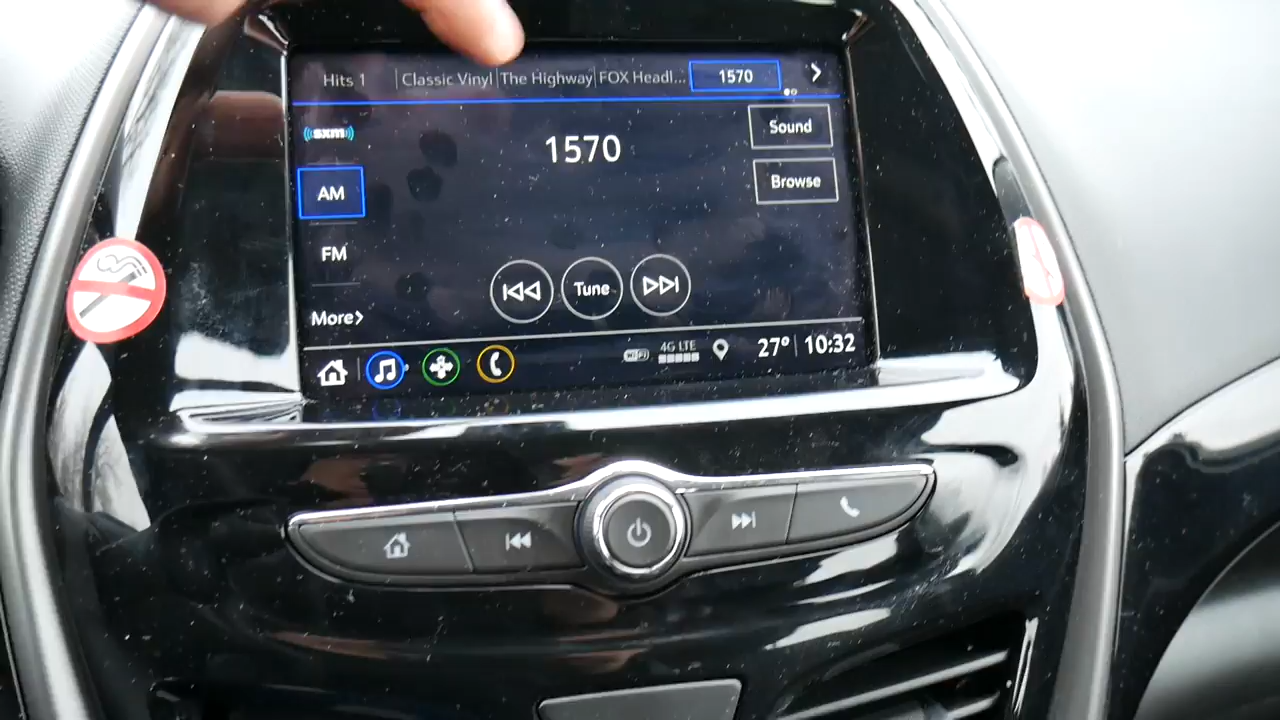 Hits 1 Classic Vinyl The Highway FOX Headl... 1570
sxm
1570
Sound
AM
Browse
FM
Tune
More
WiFi 4G LTE 27° 10:32